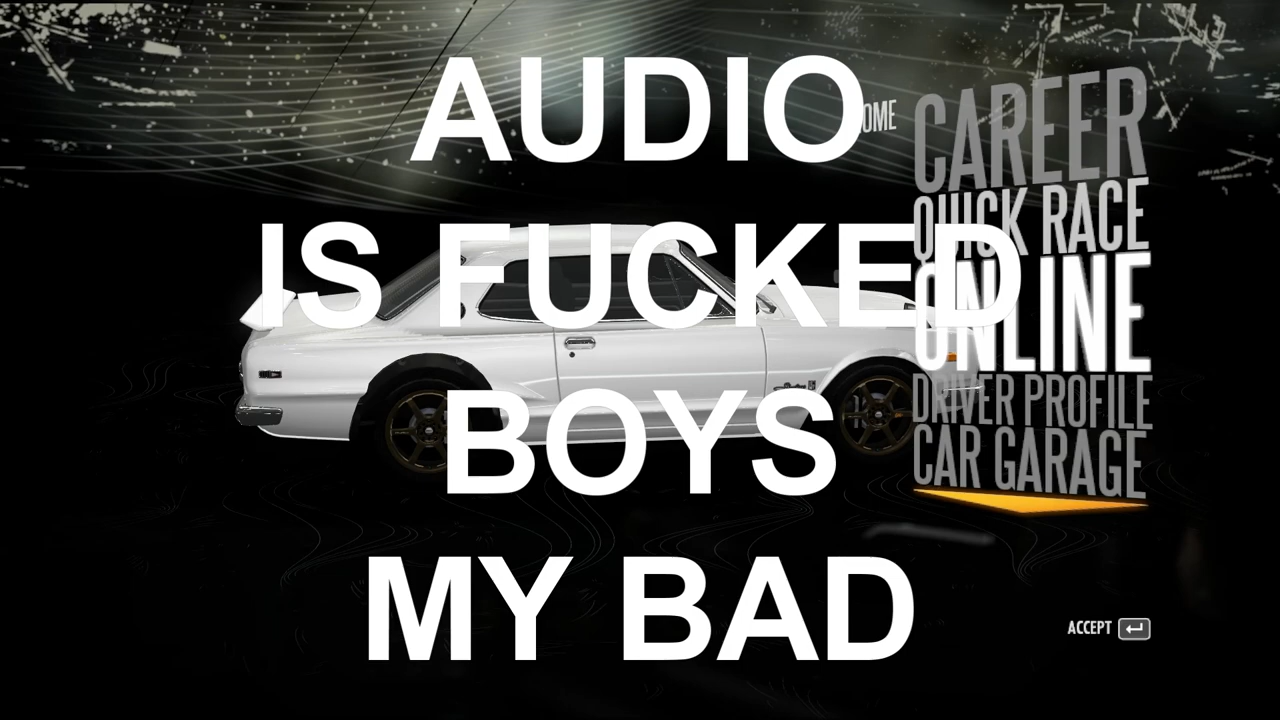 AUDIO
IS FUCKED
BOYS
MY BAD
CAREER
QUICK RACE
ONLINE
DRIVER PROFILE
CAR GARAGE
ACCEPT